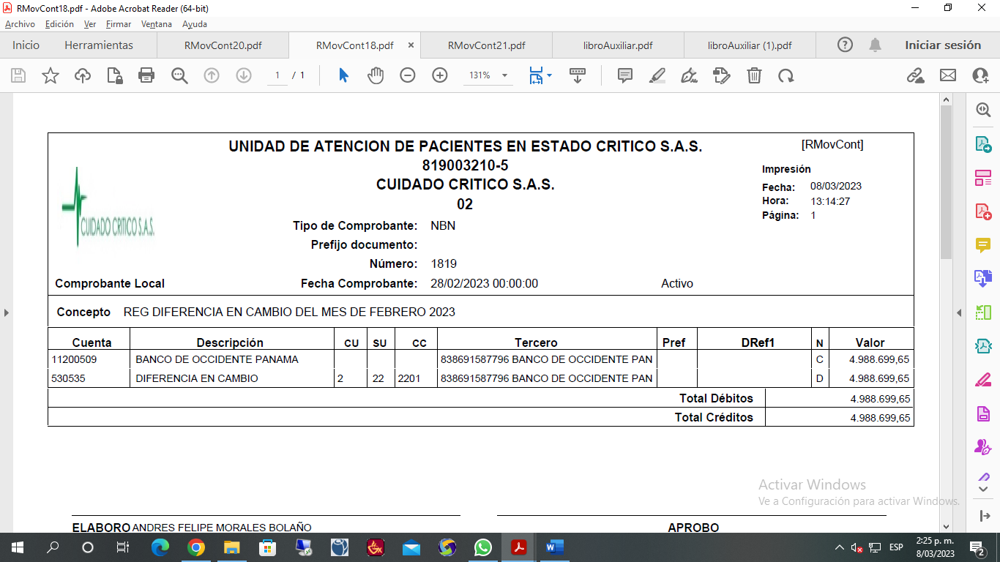 RMovCont18.pdf - Adobe Acrobat Reader (64-bit)
Archivo Edición Ver Firmar Ventana Ayuda
Inicio Herramientas RMovCont20.pdf RMovCont18.pdf × RMovCont21.pdf libroAuxiliar.pdf libroAuxiliar (1).pdf Iniciar sesión
1 / 1 131%
UNIDAD DE ATENCION DE PACIENTES EN ESTADO CRITICO S.A.S. [RMovCont]
819003210-5 Impresión
CUIDADO CRITICO S.A.S. Fecha: 08/03/2023
02 Hora: 13:14:27
CUIDADO CRITICO S.A.S. Tipo de Comprobante: NBN Página: 1
Prefijo documento:
Número: 1819
Comprobante Local Fecha Comprobante: 28/02/2023 00:00:00 Activo
Concepto REG DIFERENCIA EN CAMBIO DEL MES DE FEBRERO 2023
Cuenta Descripción CU SU CC Tercero Pref DRef1 N Valor
11200509 BANCO DE OCCIDENTE PANAMA 838691587796 BANCO DE OCCIDENTE PAN C 4.988.699,65
530535 DIFERENCIA EN CAMBIO 2 22 2201 838691587796 BANCO DE OCCIDENTE PAN D 4.988.699,65
Total Débitos 4.988.699,65
Total Créditos 4.988.699,65
Activar Windows
Ve a Configuración para activar Windows.
ELABORO ANDRES FELIPE MORALES BOLAÑO APROBO
ESP 2:25 p. m.
8/03/2023 2